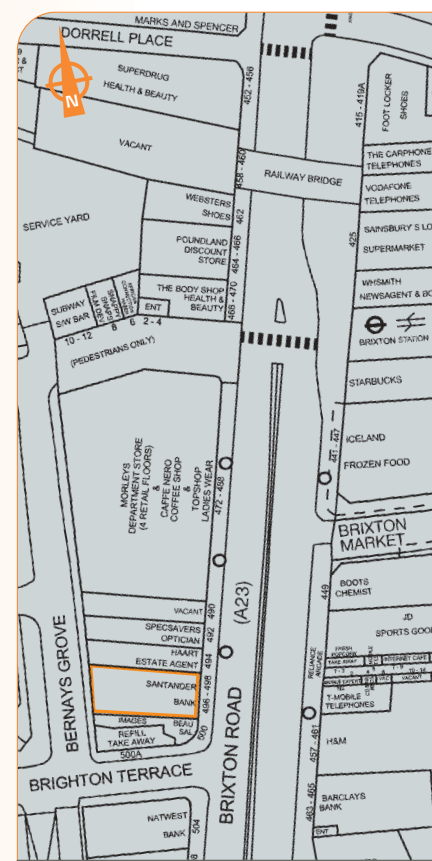 MARKS AND SPENCER
DORRELL PLACE
N
SUPERDRUG
HEALTH & BEAUTY
452 - 456
VACANT
458 - 460
RAILWAY BRIDGE
415 - 419A
FOOT LOCKER
SHOES
THE CARPHONE
TELEPHONES
VODAFONE
TELEPHONES
425
SAINSBURY S LO
SUPERMARKET
WHSMITH
NEWSAGENT & BO
BRIXTON STATION
STARBUCKS
SERVICE YARD
WEBSTERS
SHOES
462
POUNDLAND
DISCOUNT
STORE
464 - 466
THE BODY SHOP
HEALTH &
BEAUTY
468 - 470
SUBWAY
S/W BAR
10 - 12
SNAPPY
SNAPS
8
6
ENT
2 - 4
(PEDESTRIANS ONLY)
MORLEYS
DEPARTMENT STORE
(4 RETAIL FLOORS)
&
CAFFE NERO
COFFEE SHOP
&
TOPSHOP
LADIES WEAR
472 - 488
441 - 447
ICELAND
FROZEN FOOD
BRIXTON
MARKET
449
BOOTS
CHEMIST
JD
SPORTS GOO
VACANT
490
SPECSAVERS
OPTICIAN
492
HAART
ESTATE AGENT
494
SANTANDER
BANK
496 - 498
IMAGES
BEAU
SAL
500
REFILL
TAKE AWAY
500A
BERNAYS GROVE
(A23)
BRIXTON ROAD
BRIGHTON TERRACE
RELIANCE
ARCADE
FRESH
POPCORN
TAKE AWAY
INTERNET CAFE
VACANT
T-MOBILE
TELEPHONES
457 - 461
H&M
463 - 465
BARCLAYS
BANK
ENT
NATWEST
BANK
504
8